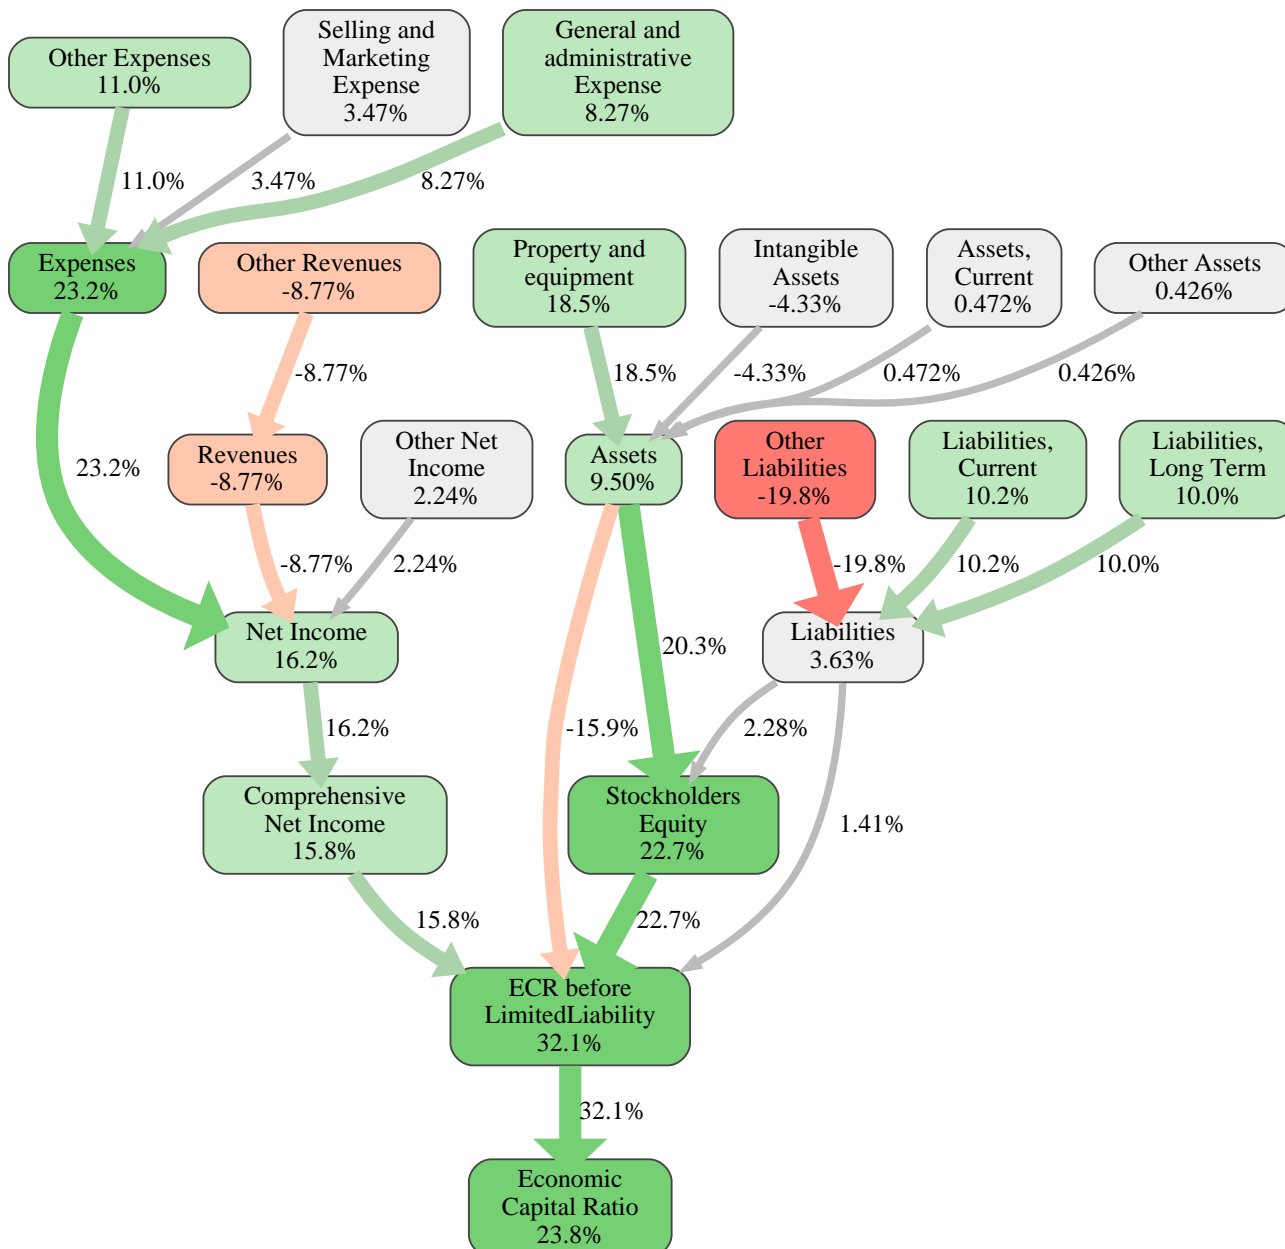 Other Expenses
11.0%
Selling and
Marketing
Expense
3.47%
General and
administrative
Expense
8.27%
11.0%
3.47%
8.27%
Expenses
23.2%
Other Revenues
-8.77%
Property and
equipment
18.5%
Intangible
Assets
-4.33%
Assets,
Current
0.472%
Other Assets
0.426%
-8.77%
18.5%
-4.33%
0.472%
0.426%
23.2%
Revenues
-8.77%
Other Net
Income
2.24%
Assets
9.50%
Other
Liabilities
-19.8%
Liabilities,
Current
10.2%
Liabilities,
Long Term
10.0%
-8.77%
2.24%
-19.8%
10.2%
10.0%
Net Income
16.2%
20.3%
Liabilities
3.63%
16.2%
-15.9%
2.28%
Comprehensive
Net Income
15.8%
Stockholders
Equity
22.7%
1.41%
15.8%
22.7%
ECR before
LimitedLiability
32.1%
32.1%
Economic
Capital Ratio
23.8%